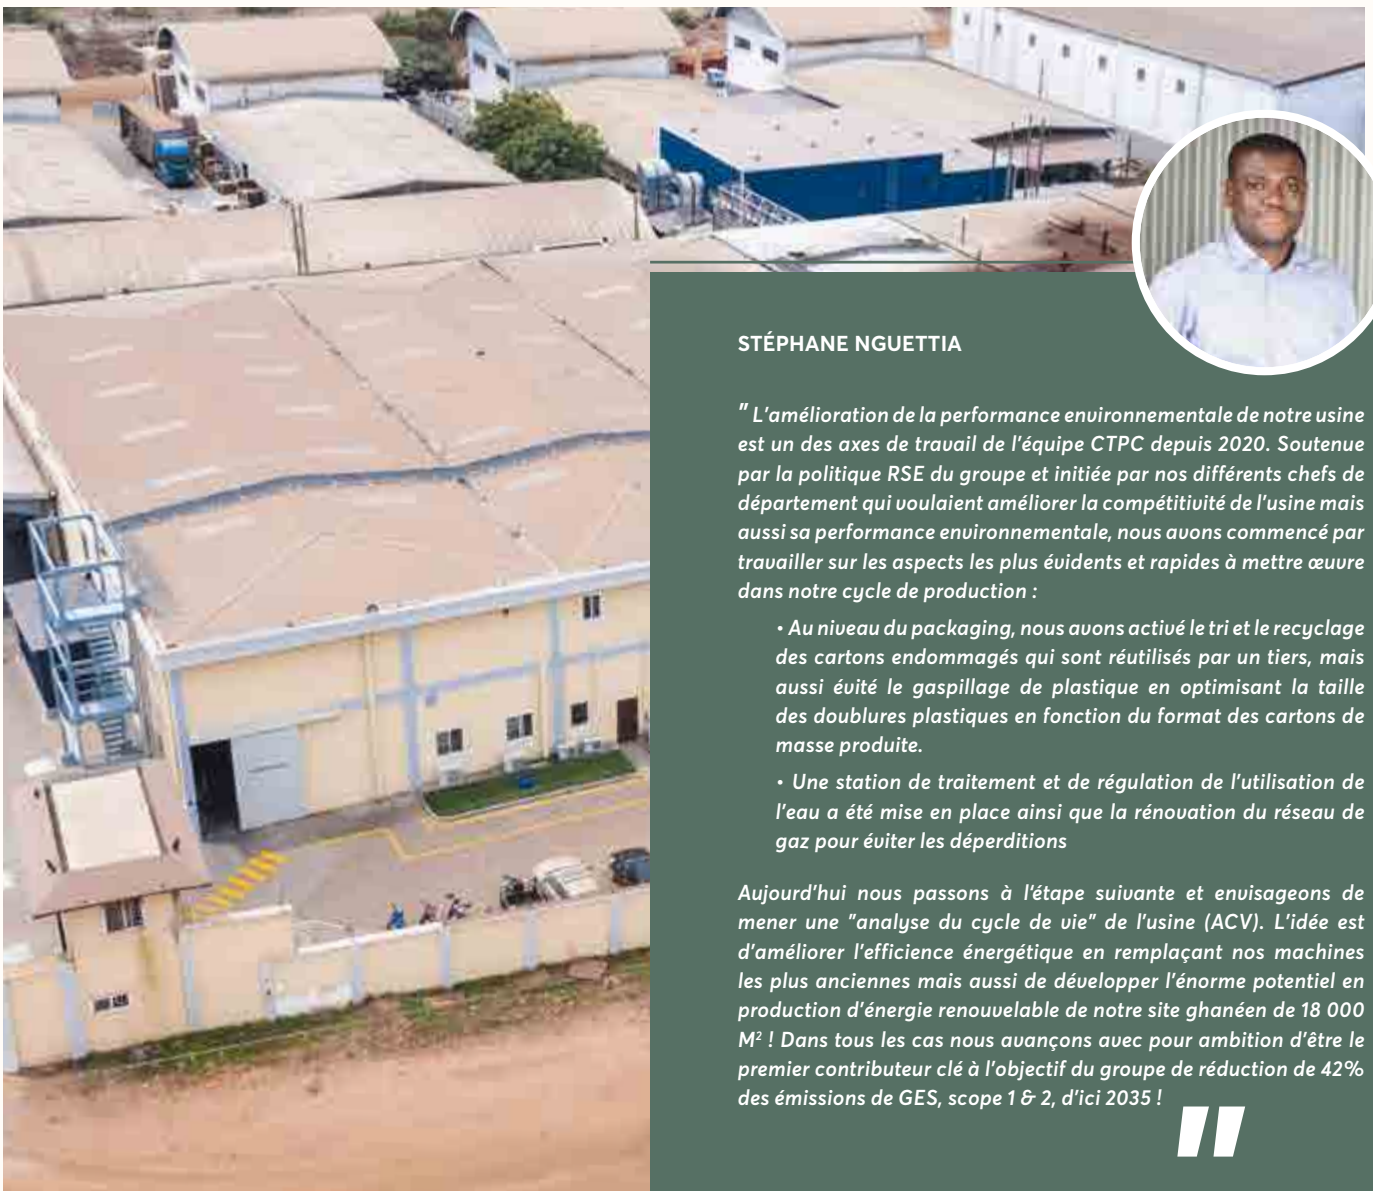 STÉPHANE NGUETTIA
" L'amélioration de la performance environnementale de notre usine
est un des axes de travail de l'équipe CTPC depuis 2020. Soutenue
par la politique RSE du groupe et initiée par nos différents chefs de
département qui voulaient améliorer la compétitivité de l'usine mais
aussi sa performance environnementale, nous avons commencé par
travailler sur les aspects les plus évidents et rapides à mettre œuvre
dans notre cycle de production :
• Au niveau du packaging, nous avons activé le tri et le recyclage
des cartons endommagés qui sont réutilisés par un tiers, mais
aussi évité le gaspillage de plastique en optimisant la taille
des doublures plastiques en fonction du format des cartons de
masse produite.
• Une station de traitement et de régulation de l'utilisation de
l'eau a été mise en place ainsi que la rénovation du réseau de
gaz pour éviter les déperditions
Aujourd'hui nous passons à l'étape suivante et envisageons de
mener une "analyse du cycle de vie" de l'usine (ACV). L'idée est
d'améliorer l'efficience énergétique en remplaçant nos machines
les plus anciennes mais aussi de développer l'énorme potentiel en
production d'énergie renouvelable de notre site ghanéen de 18 000
M² ! Dans tous les cas nous avançons avec pour ambition d'être le
premier contributeur clé à l'objectif du groupe de réduction de 42%
des émissions de GES, scope 1 & 2, d'ici 2035 !
"